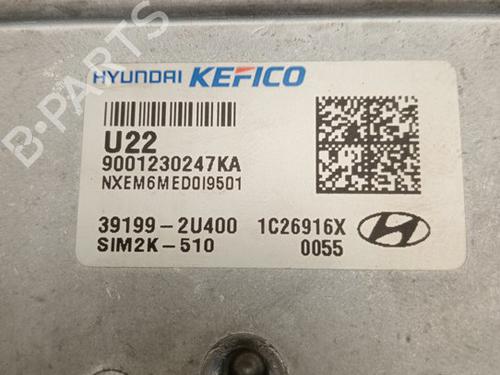 B-PARTS
HYUNDAI KEFICO
U22
9001230247KA
NXEM6MED0I9501
39199-2U400 1C26916X
SIM2K-510 0055